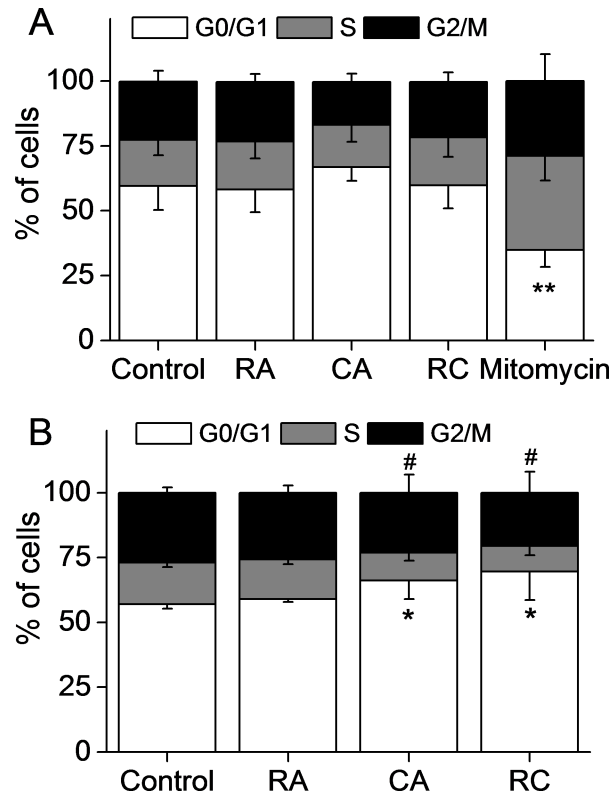 A
G0/G1 S G2/M
% of cells
100
75
50
25
0
**
Control RA CA RC Mitomycin
B
G0/G1 S G2/M
% of cells
# #
100
75
50
25
0
* *
Control RA CA RC